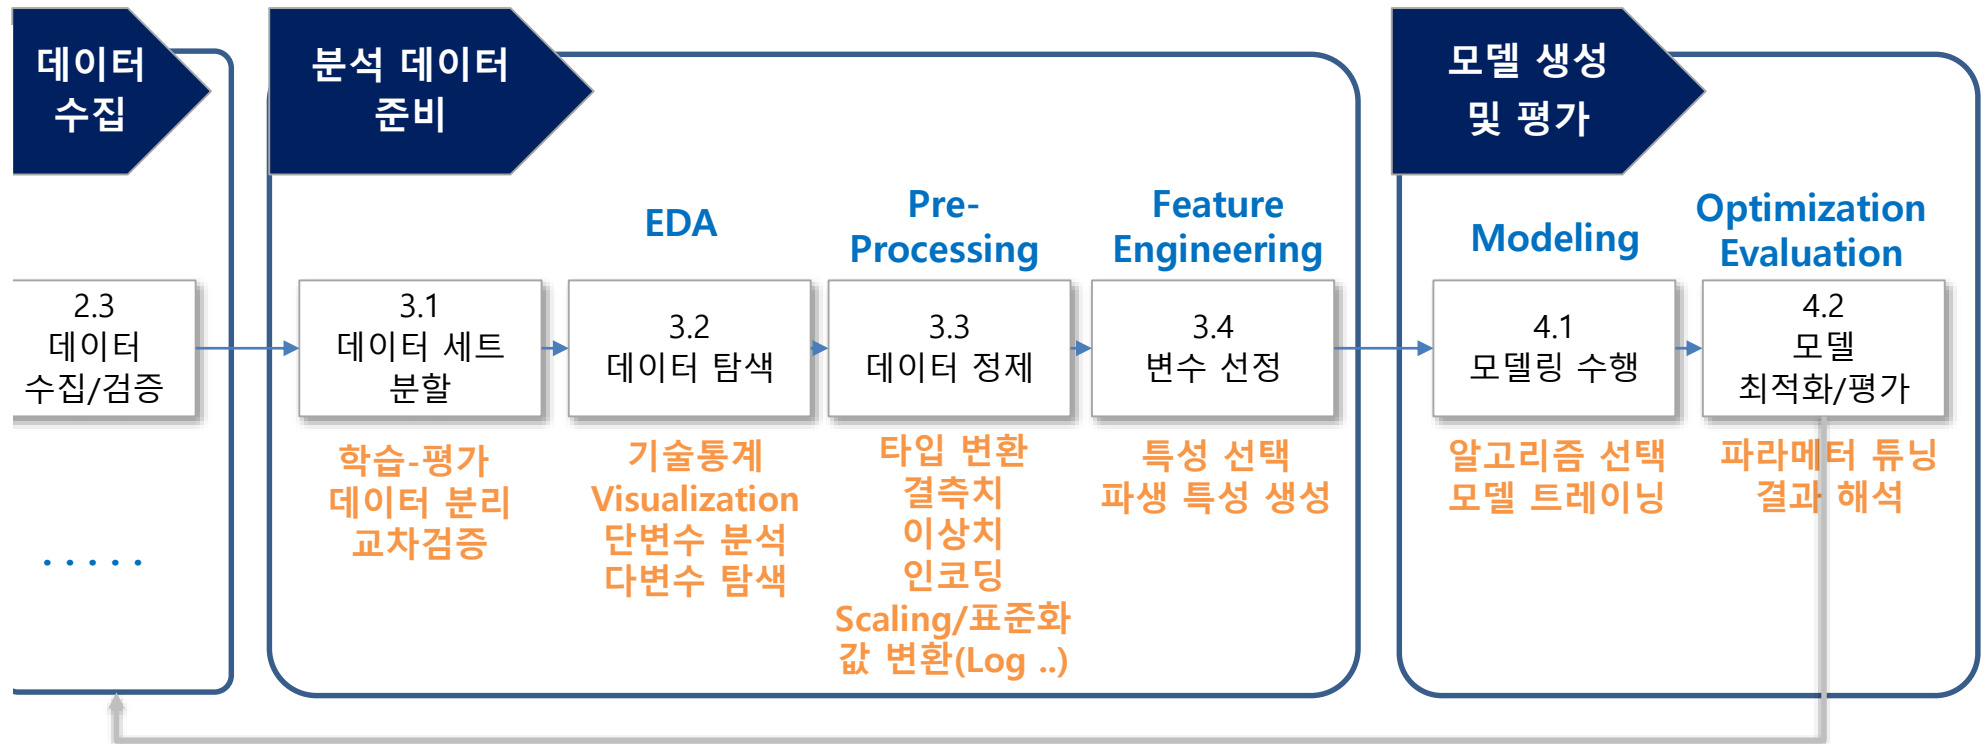 데이터
수집
분석 데이터
준비
모델 생성
및 평가
EDA
Pre-
Processing
Feature
Engineering
Modeling
Optimization
Evaluation
2.3
데이터
수집/검증
3.1
데이터 세트
분할
3.2
데이터 탐색
3.3
데이터 정제
3.4
변수 선정
4.1
모델링 수행
4.2
모델
최적화/평가
.....
학습-평가
데이터 분리
교차검증
기술통계
Visualization
단변수 분석
다변수 탐색
타입 변환
결측치
이상치
인코딩
Scaling/표준화
값 변환(Log ..)
특성 선택
파생 특성 생성
알고리즘 선택
모델 트레이닝
파라메터 튜닝
결과 해석